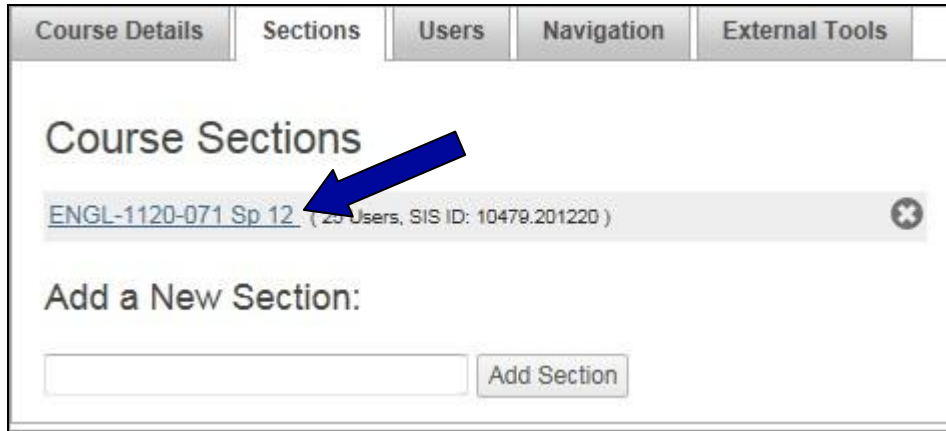 Course Details Sections Users Navigation External Tools
Course Sections
ENGL-1120-071 Sp 12 ( 25 Users, SIS ID: 10479.201220 )
Add a New Section:
Add Section